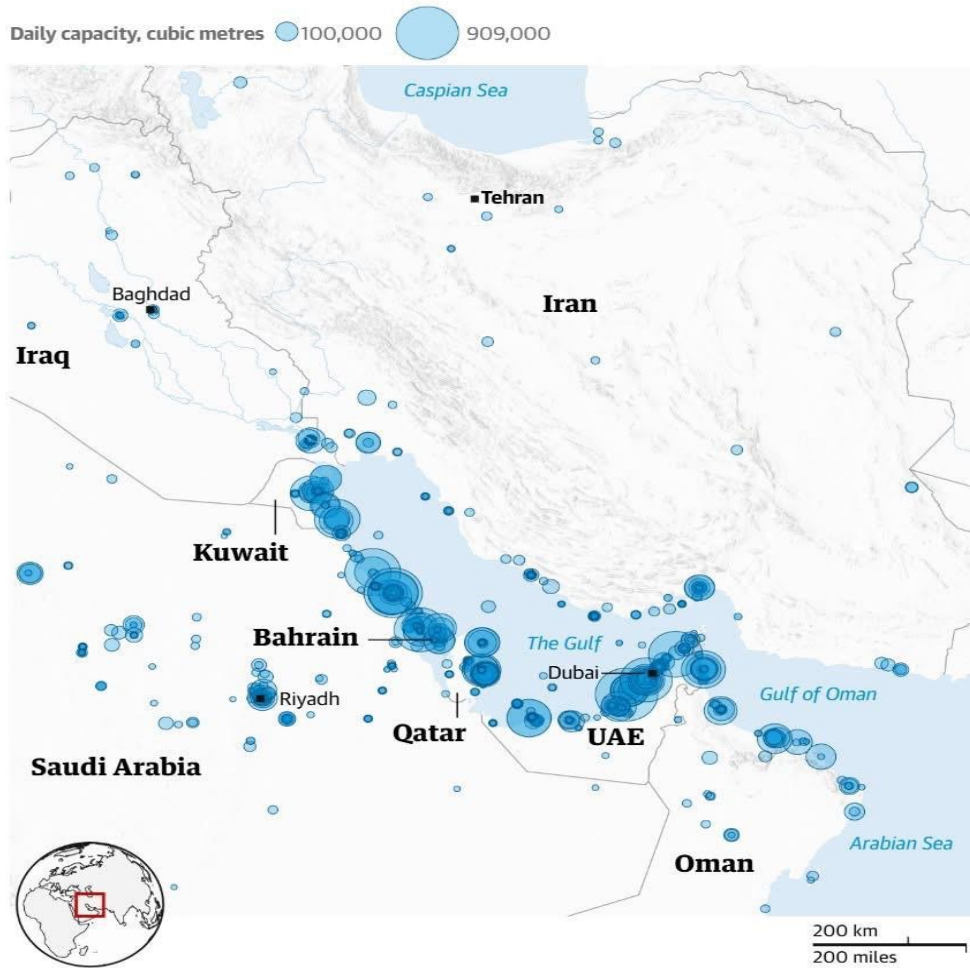 Daily capacity, cubic metres 100,000 909,000
Caspian Sea
Tehran
Baghdad
Iran
Iraq
Kuwait
Bahrain
The Gulf
Dubai
Riyadh
Gulf of Oman
Qatar
UAE
Saudi Arabia
Arabian Sea
Oman
200 km
200 miles